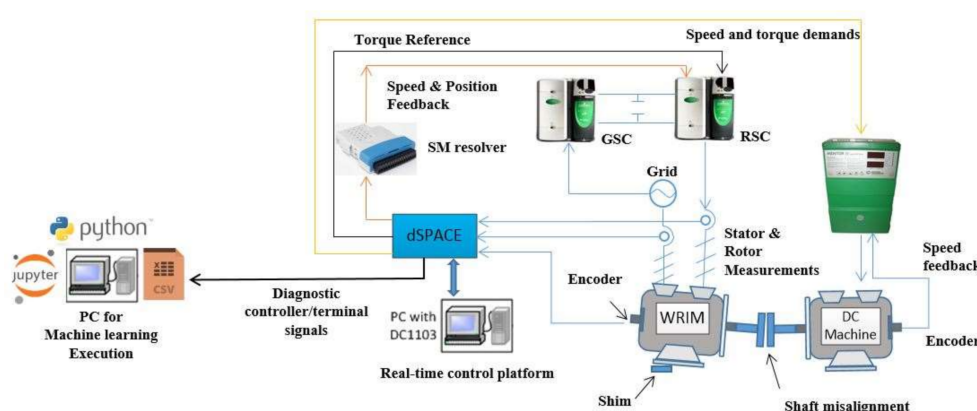 Torque Reference
Speed and torque demands
Speed & Position
Feedback
SM resolver
GSC
RSC
Grid
python™
jupyter
CSV
PC for
Machine learning
Execution
dSPACE
Diagnostic
controller/terminal
signals
PC with
DC1103
Real-time control platform
Encoder
Stator &
Rotor
Measurements
Speed
feedback
WRIM
DC
Machine
Encoder
Shim
Shaft misalignment